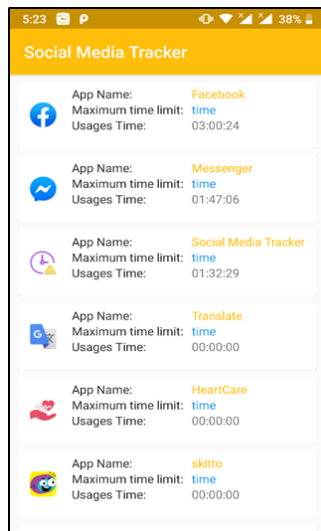 5:23 P 38%
Social Media Tracker
App Name: Facebook
Maximum time limit: time
Usages Time: 03:00:24
App Name: Messenger
Maximum time limit: time
Usages Time: 01:47:06
App Name: Social Media Tracker
Maximum time limit: time
Usages Time: 01:32:29
App Name: Translate
Maximum time limit: time
Usages Time: 00:00:00
App Name: HeartCare
Maximum time limit: time
Usages Time: 00:00:00
App Name: skitto
Maximum time limit: time
Usages Time: 00:00:00